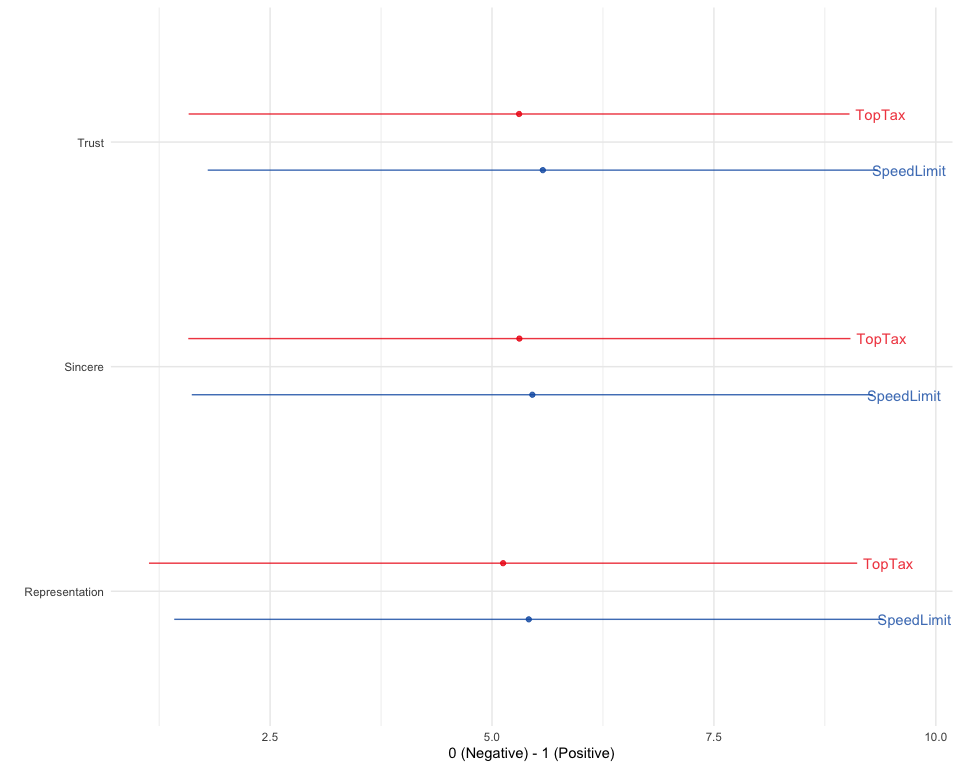 TopTax
Trust
SpeedLimit
TopTax
Sincere
SpeedLimit
TopTax
Representation
SpeedLimit
2.5 5.0 7.5 10.0
0 (Negative) - 1 (Positive)